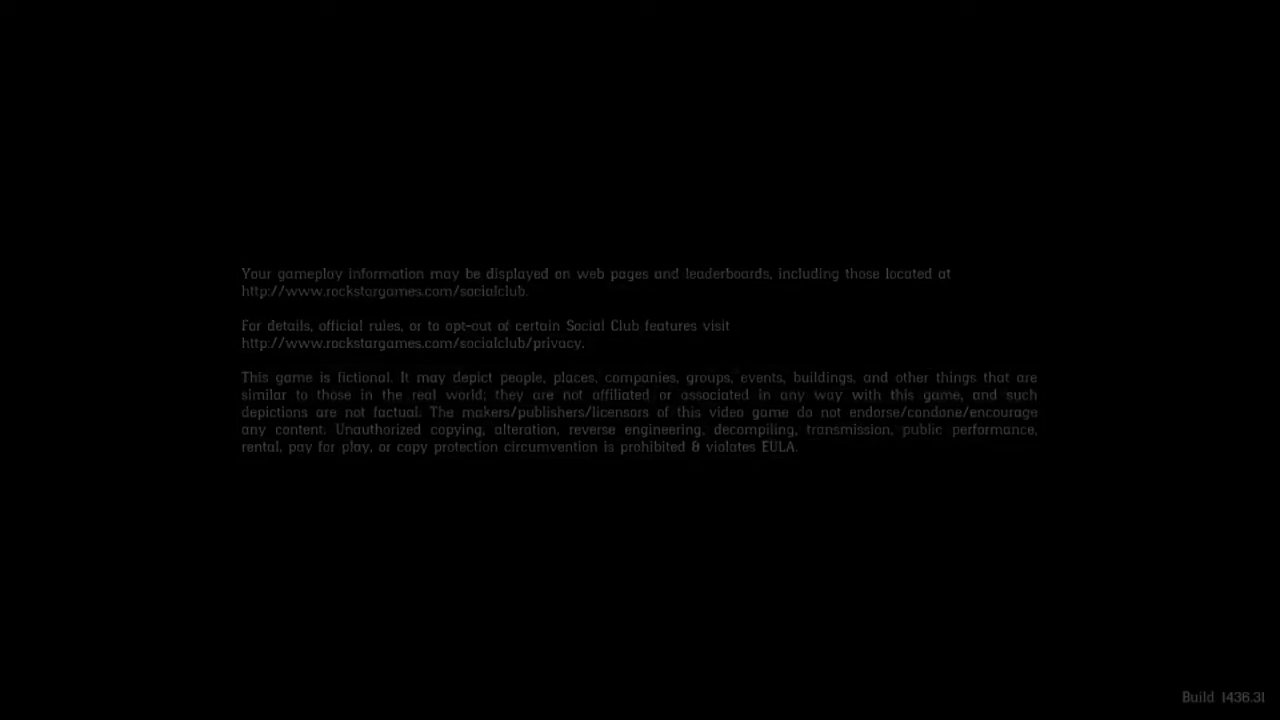 Your gameplay information may be displayed on web pages and leaderboards, including those located at
http://www.rockstargames.com/socialclub.
For details, official rules, or to opt-out of certain Social Club features visit
http://www.rockstargames.com/socialclub/privacy.
This game is fictional. It may depict people, places, companies, groups, events, buildings, and other things that are
similar to those in the real world; they are not affiliated or associated in any way with this game, and such
depictions are not factual. The makers/publishers/licensors of this video game do not endorse/condone/encourage
any content. Unauthorized copying, alteration, reverse engineering, decompiling, transmission, public performance,
rental, pay for play, or copy protection circumvention is prohibited & violates EULA.
Build 1436.31